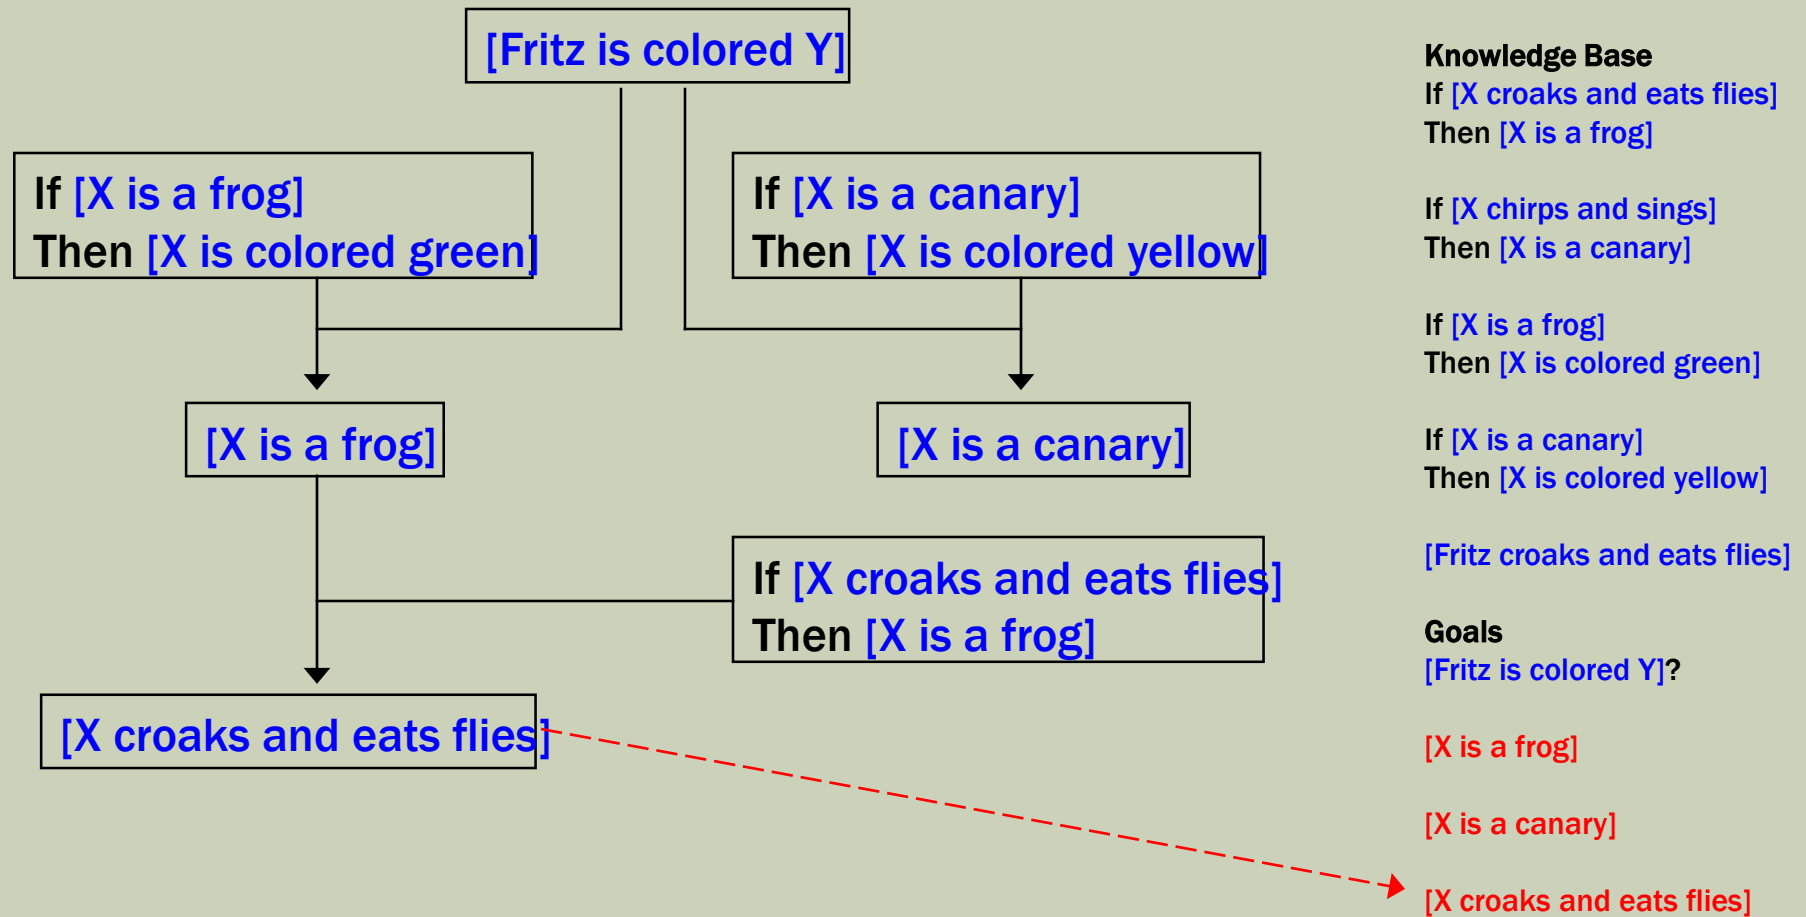 [Fritz is colored Y]
If [X is a frog]
Then [X is colored green]
If [X is a canary]
Then [X is colored yellow]
[X is a frog]
[X is a canary]
If [X croaks and eats flies]
Then [X is a frog]
[X croaks and eats flies]
Knowledge Base
If [X croaks and eats flies]
Then [X is a frog]
If [X chirps and sings]
Then [X is a canary]
If [X is a frog]
Then [X is colored green]
If [X is a canary]
Then [X is colored yellow]
[Fritz croaks and eats flies]
Goals
[Fritz is colored Y]?
[X is a frog]
[X is a canary]
[X croaks and eats flies]